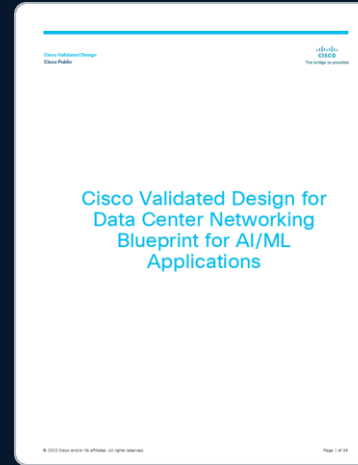 Cisco Validated Design
Cisco Public
CISCO
The bridge to possible
Cisco Validated Design for
Data Center Networking
Blueprint for AI/ML
Applications
© 2023 Cisco and/or its affiliates. All rights reserved.
Page 1 of